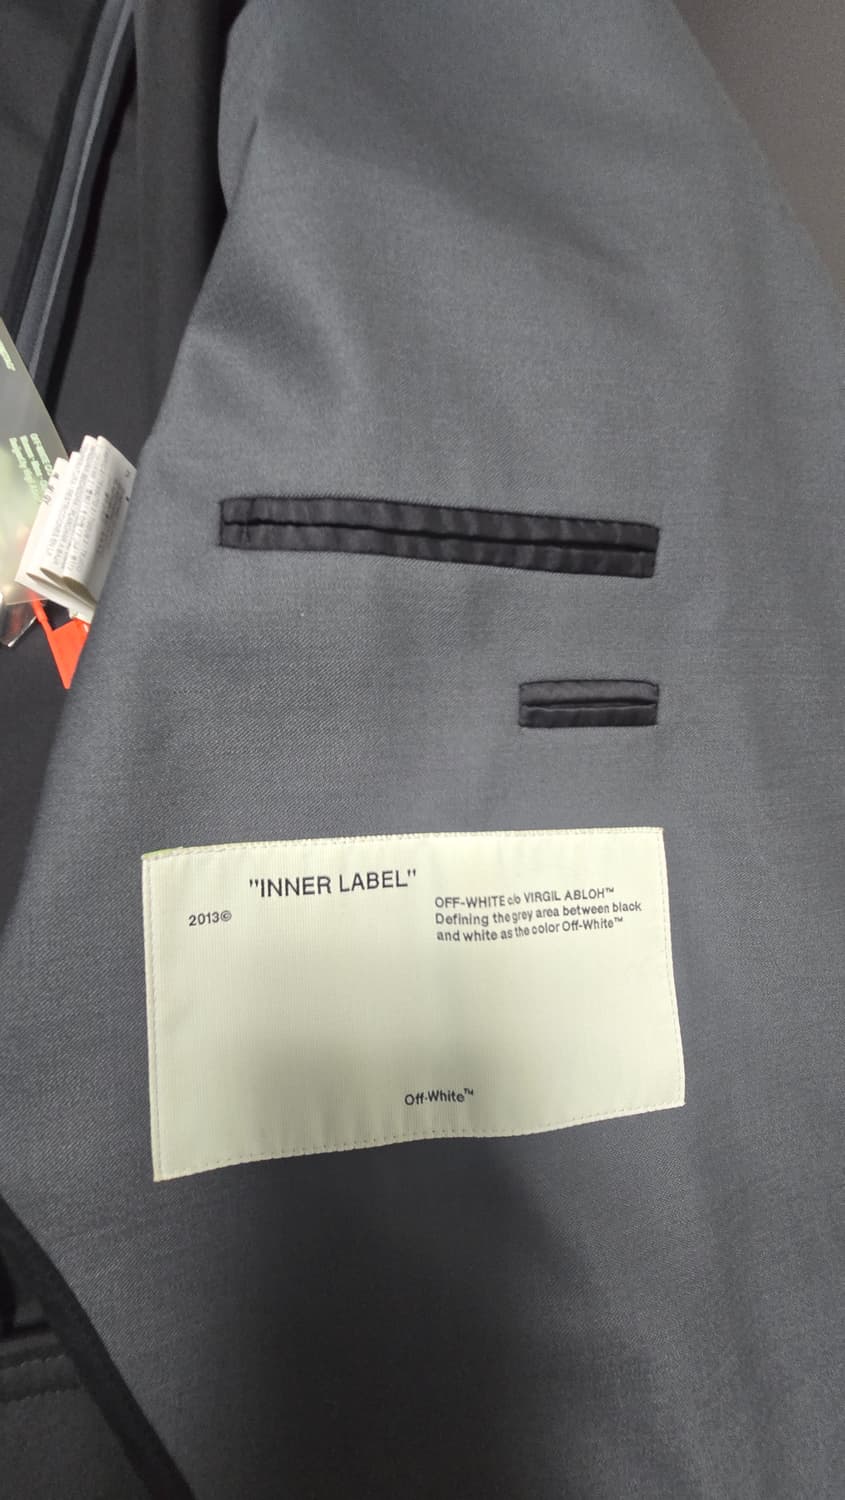 "INNER LABEL"
2013©
OFF-WHITE c/o VIRGIL ABLOH™
Defining the grey area between black
and white as the color Off-White™
Off-White™